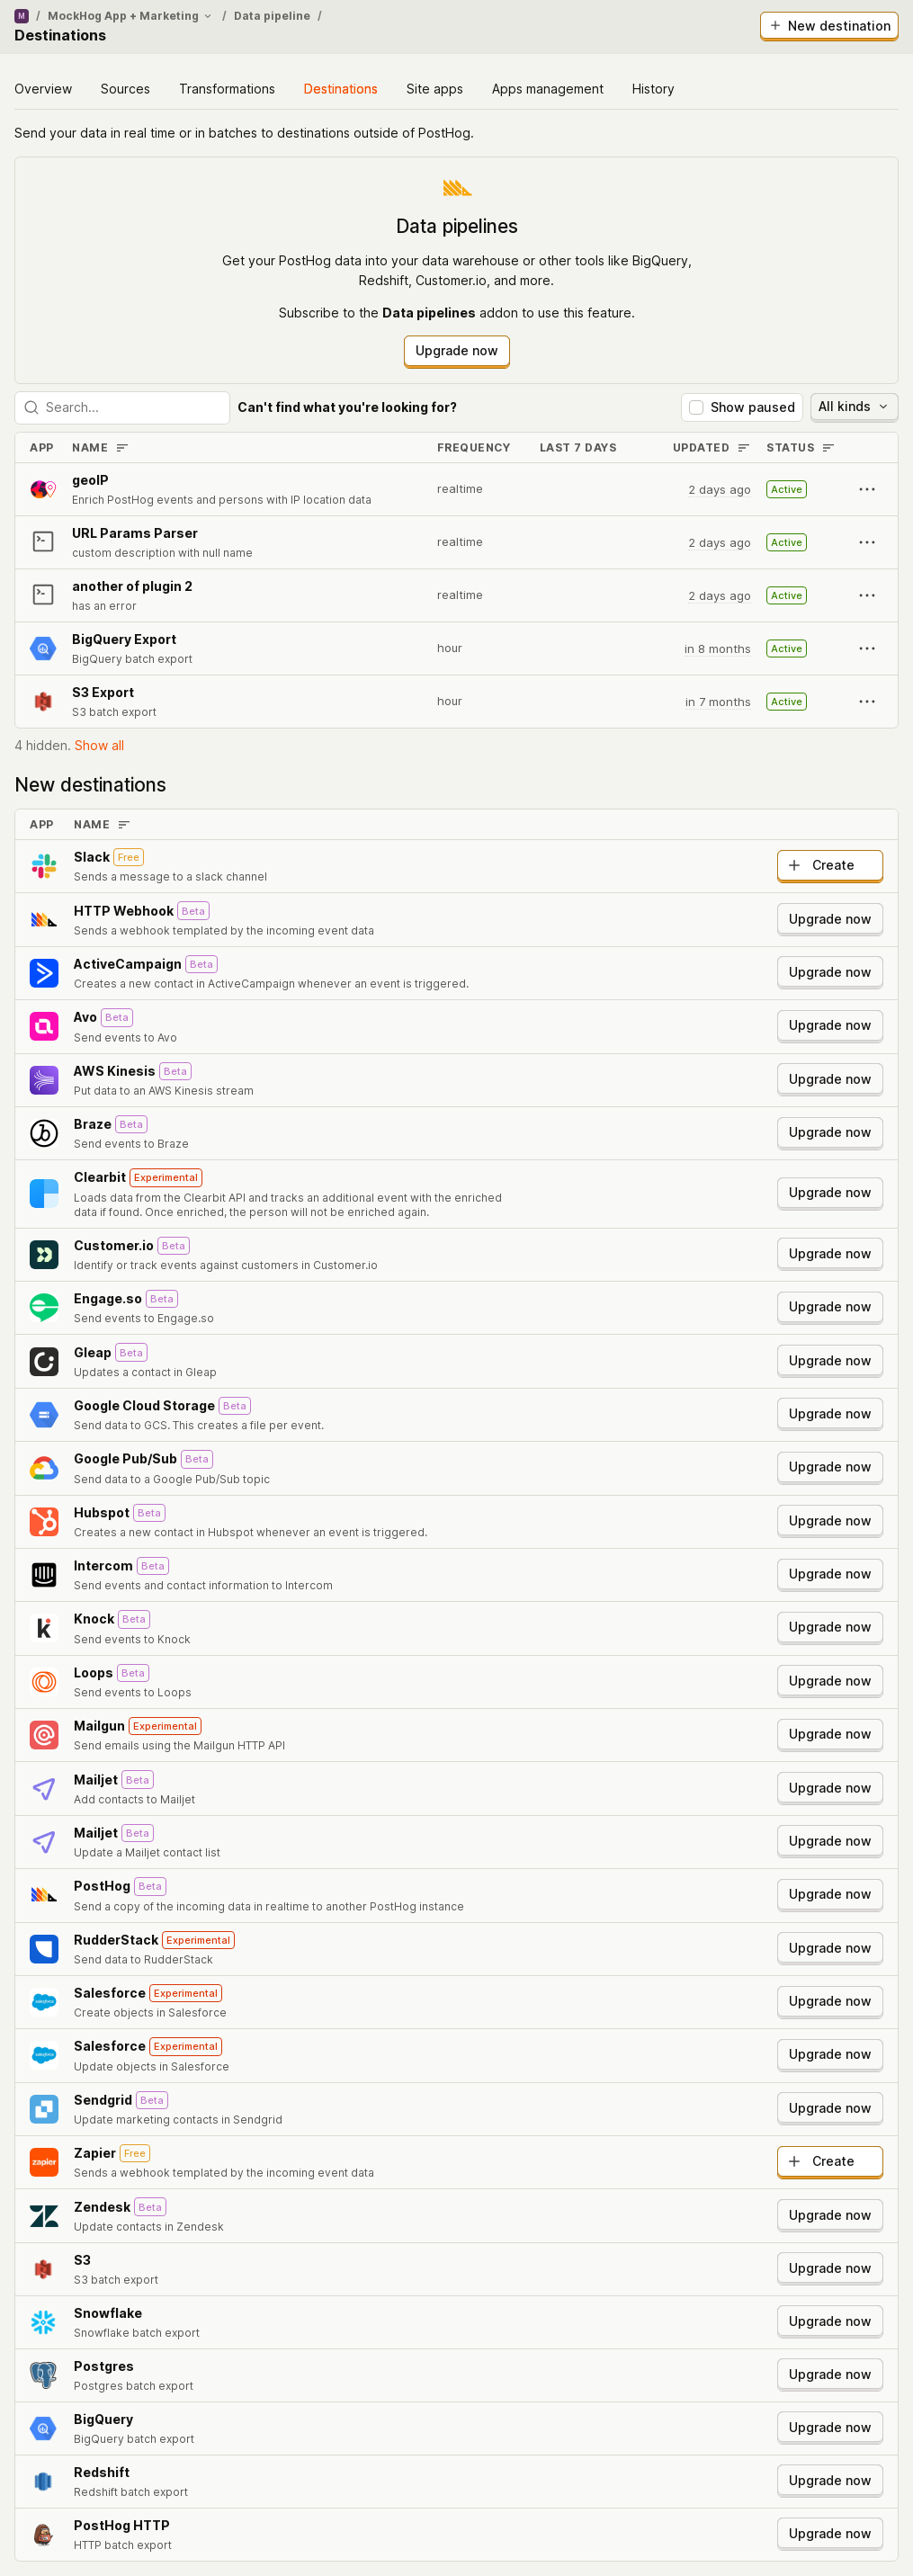 M / MockHog App + Marketing / Data pipeline /
Destinations
New destination
Overview Sources Transformations Destinations Site apps Apps management History
Send your data in real time or in batches to destinations outside of PostHog.
Data pipelines
Get your PostHog data into your data warehouse or other tools like BigQuery,
Redshift, Customer.io, and more.
Subscribe to the Data pipelines addon to use this feature.
Upgrade now
Search... Can't find what you're looking for? Show paused All kinds
APP NAME FREQUENCY LAST 7 DAYS UPDATED STATUS
geoIP
Enrich PostHog events and persons with IP location data
realtime 2 days ago Active
URL Params Parser
custom description with null name
realtime 2 days ago Active
another of plugin 2
has an error
realtime 2 days ago Active
BigQuery Export
BigQuery batch export
hour in 8 months Active
S3 Export
S3 batch export
hour in 7 months Active
4 hidden. Show all
New destinations
APP NAME
Slack Free
Sends a message to a slack channel
Create
HTTP Webhook Beta
Sends a webhook templated by the incoming event data
Upgrade now
ActiveCampaign Beta
Creates a new contact in ActiveCampaign whenever an event is triggered.
Upgrade now
Avo Beta
Send events to Avo
Upgrade now
AWS Kinesis Beta
Put data to an AWS Kinesis stream
Upgrade now
Braze Beta
Send events to Braze
Upgrade now
Clearbit Experimental
Loads data from the Clearbit API and tracks an additional event with the enriched
data if found. Once enriched, the person will not be enriched again.
Upgrade now
Customer.io Beta
Identify or track events against customers in Customer.io
Upgrade now
Engage.so Beta
Send events to Engage.so
Upgrade now
Gleap Beta
Updates a contact in Gleap
Upgrade now
Google Cloud Storage Beta
Send data to GCS. This creates a file per event.
Upgrade now
Google Pub/Sub Beta
Send data to a Google Pub/Sub topic
Upgrade now
Hubspot Beta
Creates a new contact in Hubspot whenever an event is triggered.
Upgrade now
Intercom Beta
Send events and contact information to Intercom
Upgrade now
Knock Beta
Send events to Knock
Upgrade now
Loops Beta
Send events to Loops
Upgrade now
Mailgun Experimental
Send emails using the Mailgun HTTP API
Upgrade now
Mailjet Beta
Add contacts to Mailjet
Upgrade now
Mailjet Beta
Update a Mailjet contact list
Upgrade now
PostHog Beta
Send a copy of the incoming data in realtime to another PostHog instance
Upgrade now
RudderStack Experimental
Send data to RudderStack
Upgrade now
Salesforce Experimental
Create objects in Salesforce
Upgrade now
Salesforce Experimental
Update objects in Salesforce
Upgrade now
Sendgrid Beta
Update marketing contacts in Sendgrid
Upgrade now
zapier
Zapier Free
Sends a webhook templated by the incoming event data
Create
Zendesk Beta
Update contacts in Zendesk
Upgrade now
S3
S3 batch export
Upgrade now
Snowflake
Snowflake batch export
Upgrade now
Postgres
Postgres batch export
Upgrade now
BigQuery
BigQuery batch export
Upgrade now
Redshift
Redshift batch export
Upgrade now
PostHog HTTP
HTTP batch export
Upgrade now